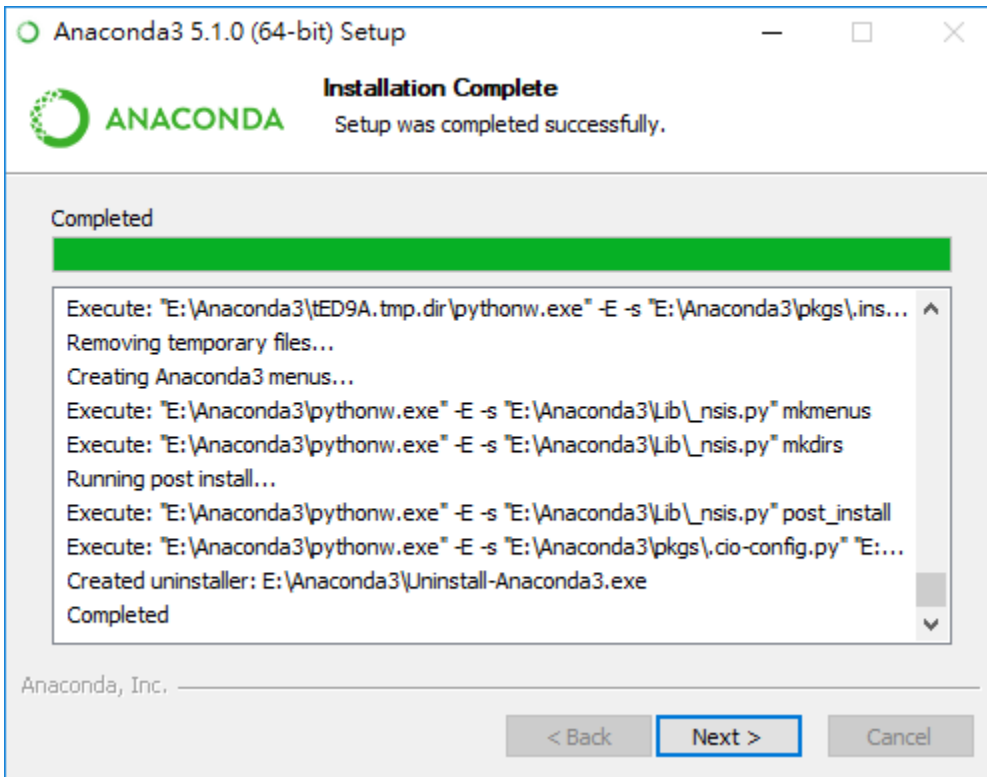 Anaconda3 5.1.0 (64-bit) Setup
ANACONDA
Installation Complete
Setup was completed successfully.
Completed
Execute: "E:\Anaconda3\tED9A.tmp.dir\pythonw.exe" -E -s "E:\Anaconda3\pkgs\.ins...
Removing temporary files...
Creating Anaconda3 menus...
Execute: "E:\Anaconda3\pythonw.exe" -E -s "E:\Anaconda3\Lib\_nsis.py" mkmenus
Execute: "E:\Anaconda3\pythonw.exe" -E -s "E:\Anaconda3\Lib\_nsis.py" mkdirs
Running post install...
Execute: "E:\Anaconda3\pythonw.exe" -E -s "E:\Anaconda3\Lib\_nsis.py" post_install
Execute: "E:\Anaconda3\pythonw.exe" -E -s "E:\Anaconda3\pkgs\.cio-config.py" "E:...
Created uninstaller: E:\Anaconda3\Uninstall-Anaconda3.exe
Completed
Anaconda, Inc.
< Back Next > Cancel